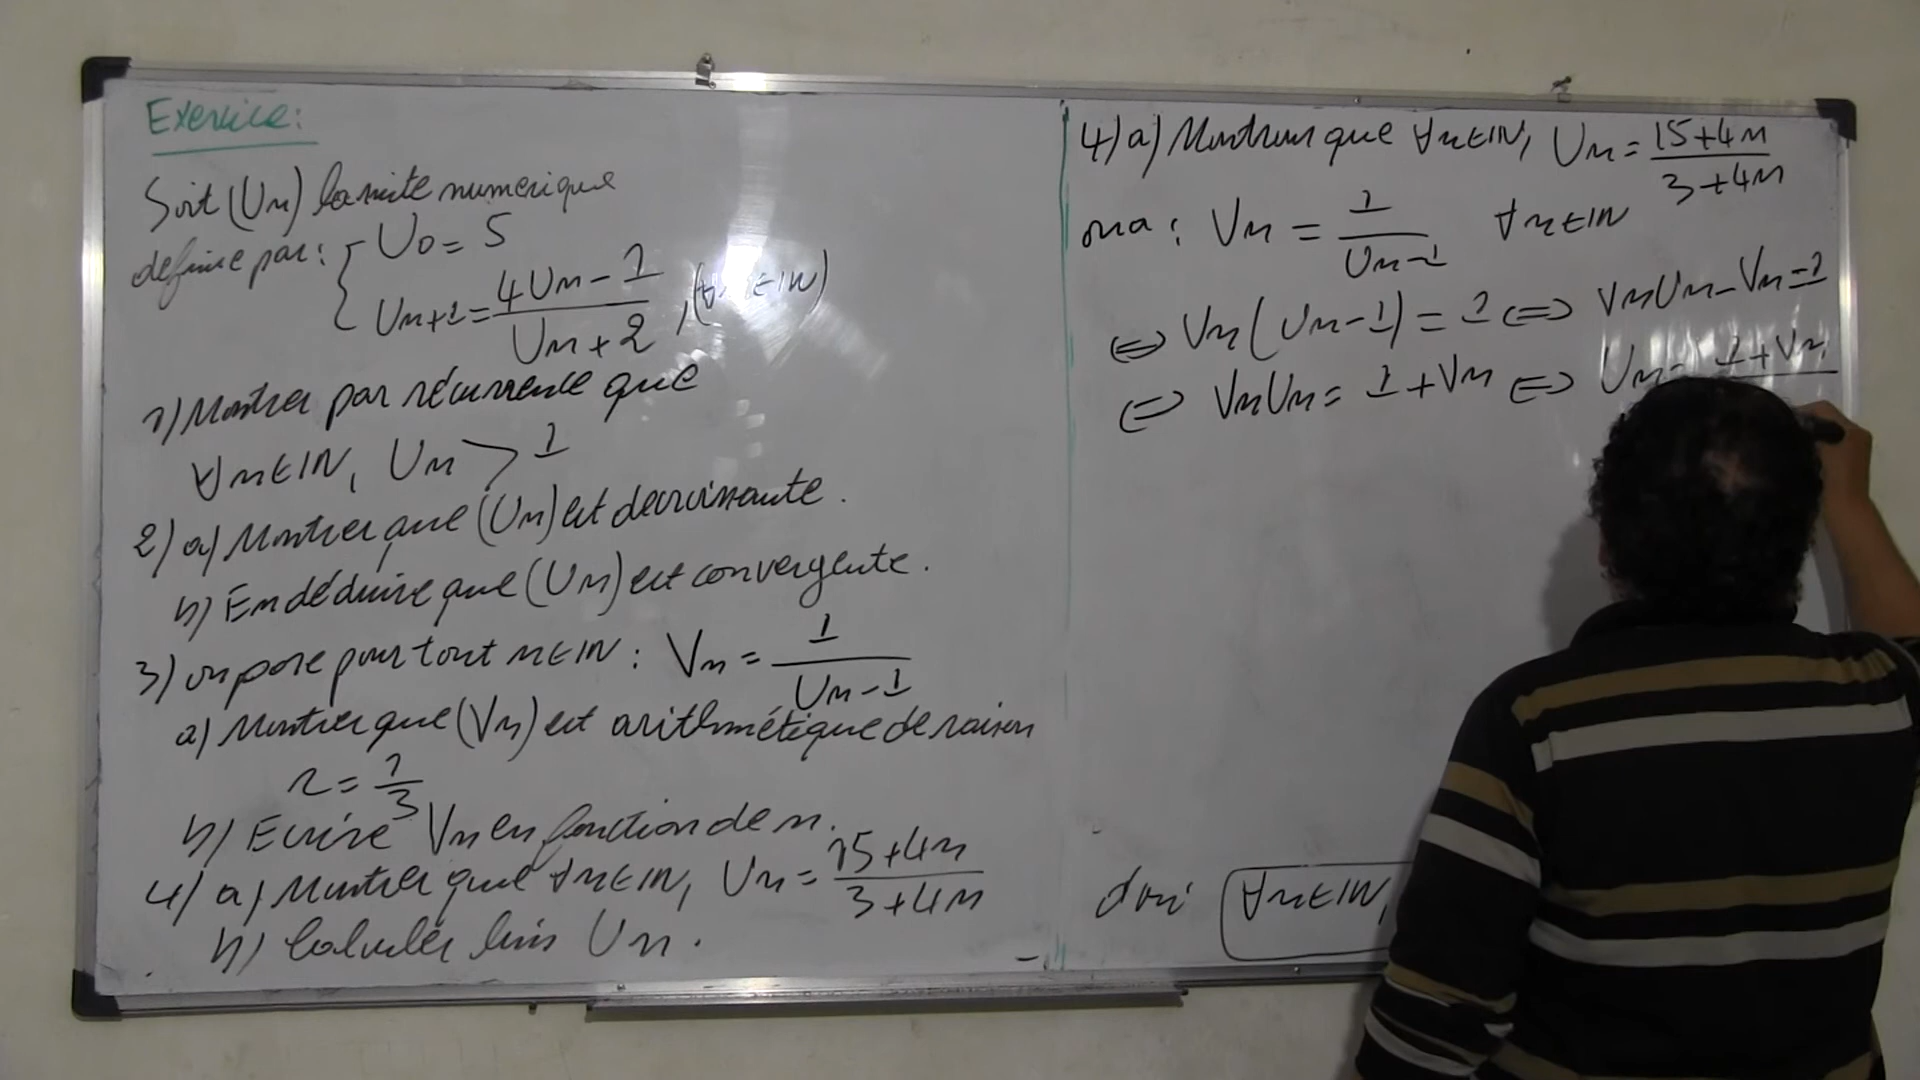 Exercice:
Soit (Un) la suite numérique
définie par: { U0 = 5
Un+1 = (4Un - 1)/(Un + 2), (∀n∈IN)
1) Montrer par récurrence que
∀n∈IN, Un > 1
2) a) Montrer que (Un) est decroissante.
b) En déduire que (Un) est convergente.
3) on pose pour tout n∈IN : Vn = 1/(Un - 1)
a) Montrer que (Vn) est arithmétique de raison
r = 1/3
b) Ecrire Vn en fonction de n.
4) a) Montrer que ∀n∈IN, Un = (15+4n)/(3+4n)
b) Calculer lim Un.
4) a) Montrons que ∀n∈IN, Un = (15+4n)/(3+4n)
on a : Vn = 1/(Un-1) ∀n∈IN
⇔ Vn(Un-1) = 1 ⇔ VnUn - Vn = 1
⇔ VnUn = 1 + Vn ⇔ Un = 1 + Vn
donc ∀n∈IN,